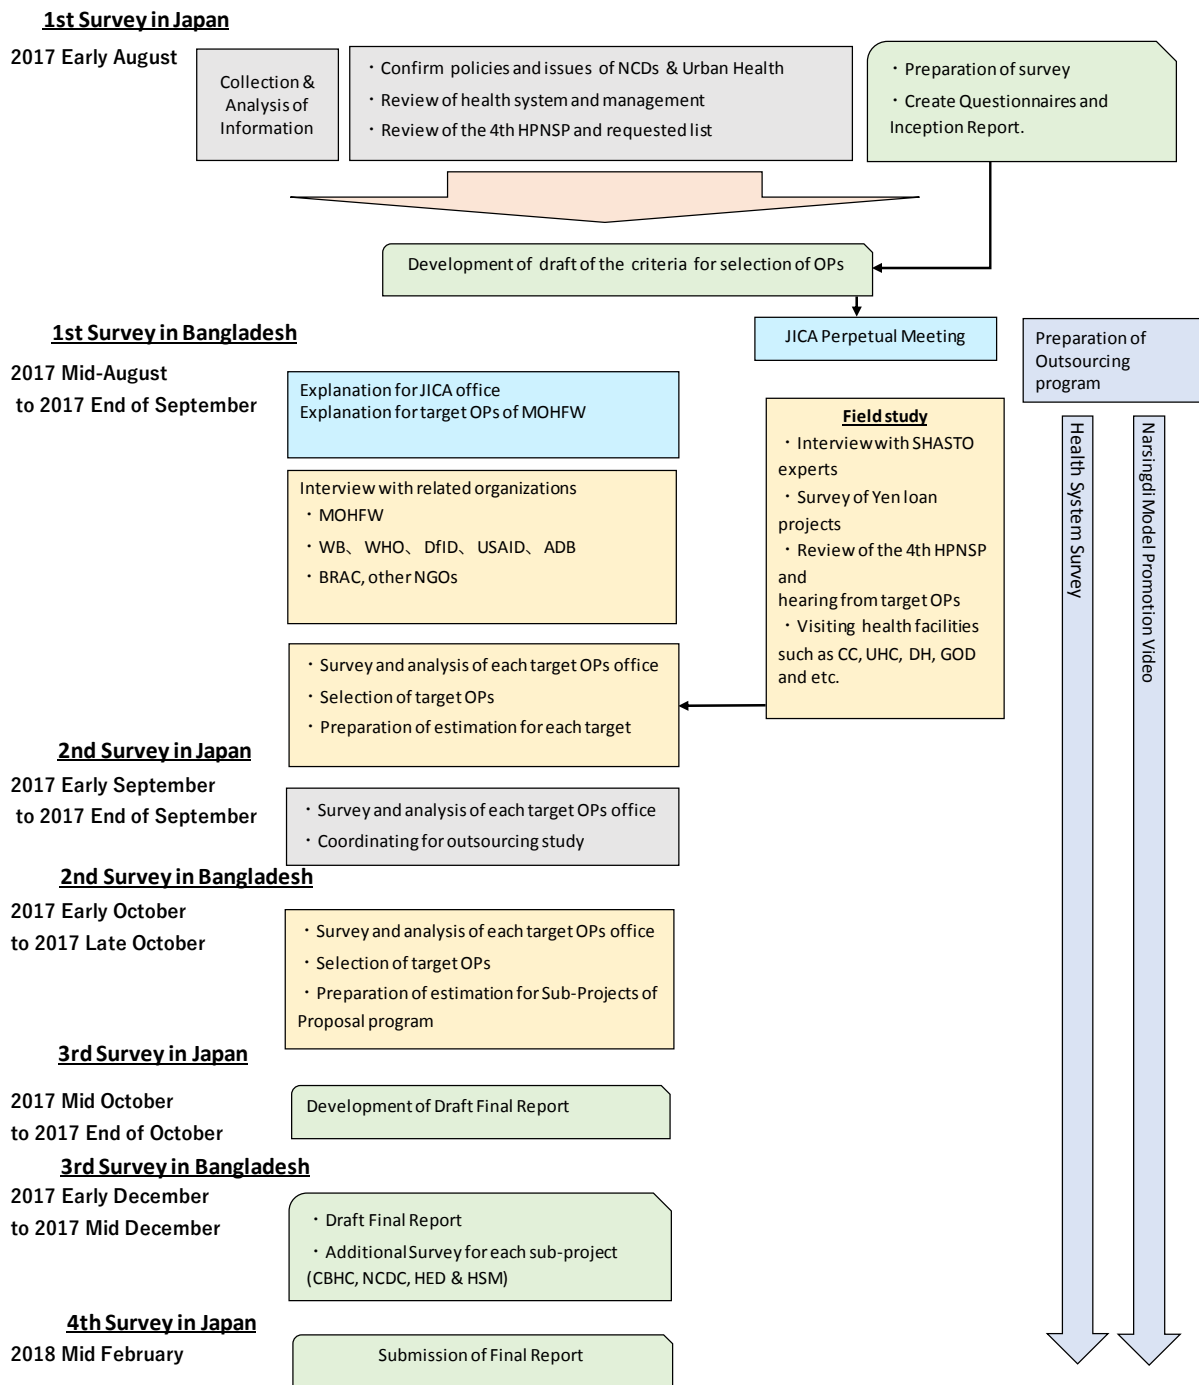 1st Survey in Japan
2017 Early August
Collection &
Analysis of
Information
・Confirm policies and issues of NCDs & Urban Health
・Review of health system and management
・Review of the 4th HPNSP and requested list
・Preparation of survey
・Create Questionnaires and
Inception Report.
Development of draft of the criteria for selection of OPs
1st Survey in Bangladesh
2017 Mid-August
to 2017 End of September
JICA Perpetual Meeting
Preparation of
Outsourcing
program
Explanation for JICA office
Explanation for target OPs of MOHFW
Interview with related organizations
・MOHFW
・WB、WHO、DfID、USAID、ADB
・BRAC, other NGOs
Field study
・Interview with SHASTO
experts
・Survey of Yen loan
projects
・Review of the 4th HPNSP
and
hearing from target OPs
・Visiting health facilities
such as CC, UHC, DH, GOD
and etc.
Health System Survey
Narsingdi Model Promotion Video
・Survey and analysis of each target OPs office
・Selection of target OPs
・Preparation of estimation for each target
2nd Survey in Japan
2017 Early September
to 2017 End of September
・Survey and analysis of each target OPs office
・Coordinating for outsourcing study
2nd Survey in Bangladesh
2017 Early October
to 2017 Late October
・Survey and analysis of each target OPs office
・Selection of target OPs
・Preparation of estimation for Sub-Projects of
Proposal program
3rd Survey in Japan
2017 Mid October
to 2017 End of October
Development of Draft Final Report
3rd Survey in Bangladesh
2017 Early December
to 2017 Mid December
・Draft Final Report
・Additional Survey for each sub-project
(CBHC, NCDC, HED & HSM)
4th Survey in Japan
2018 Mid February
Submission of Final Report